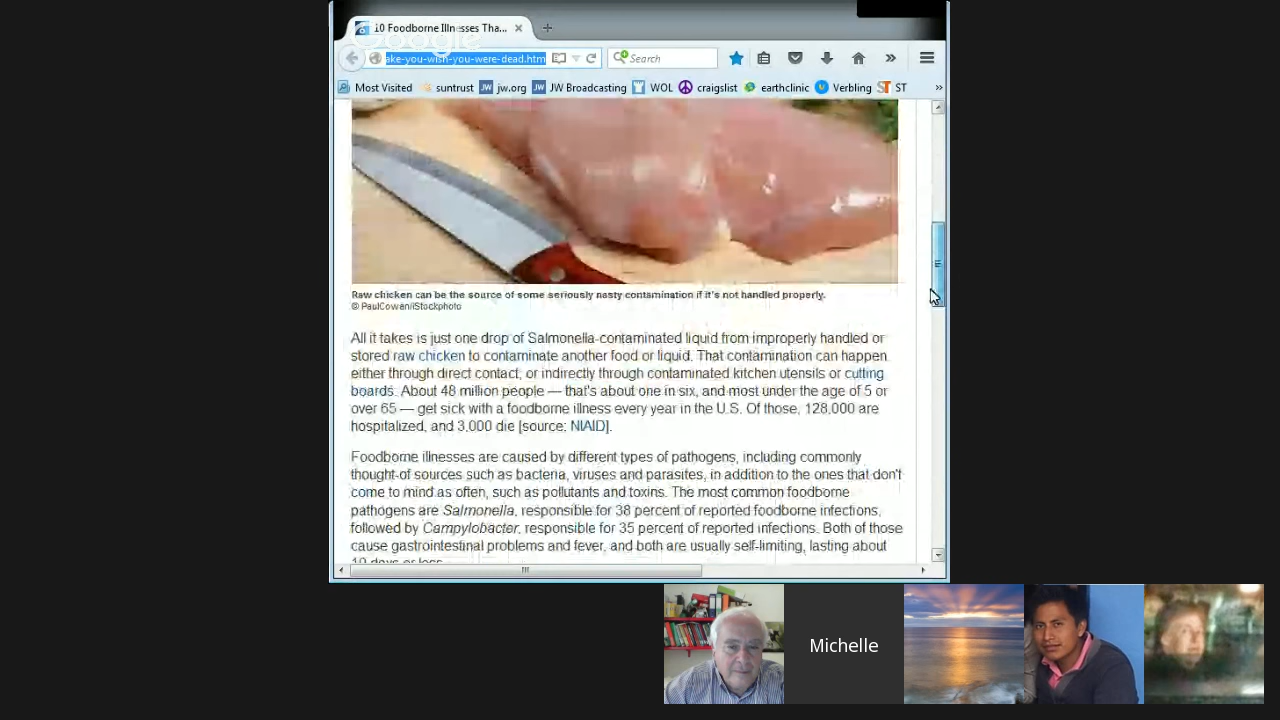 10 Foodborne Illnesses Tha...
Google
ake-you-wish-you-were-dead.htm
Search
Most Visited suntrust JW jw.org JW JW Broadcasting WOL craigslist earthclinic Verbling ST ST
Raw chicken can be the source of some seriously nasty contamination if it's not handled properly.
© PaulCowan/iStockphoto
All it takes is just one drop of Salmonella-contaminated liquid from improperly handled or
stored raw chicken to contaminate another food or liquid. That contamination can happen
either through direct contact, or indirectly through contaminated kitchen utensils or cutting
boards. About 48 million people — that's about one in six, and most under the age of 5 or
over 65 — get sick with a foodborne illness every year in the U.S. Of those, 128,000 are
hospitalized, and 3,000 die [source: NIAID].
Foodborne illnesses are caused by different types of pathogens, including commonly
thought-of sources such as bacteria, viruses and parasites, in addition to the ones that don't
come to mind as often, such as pollutants and toxins. The most common foodborne
pathogens are Salmonella, responsible for 38 percent of reported foodborne infections,
followed by Campylobacter, responsible for 35 percent of reported infections. Both of those
cause gastrointestinal problems and fever, and both are usually self-limiting, lasting about
10 days or less.
Michelle